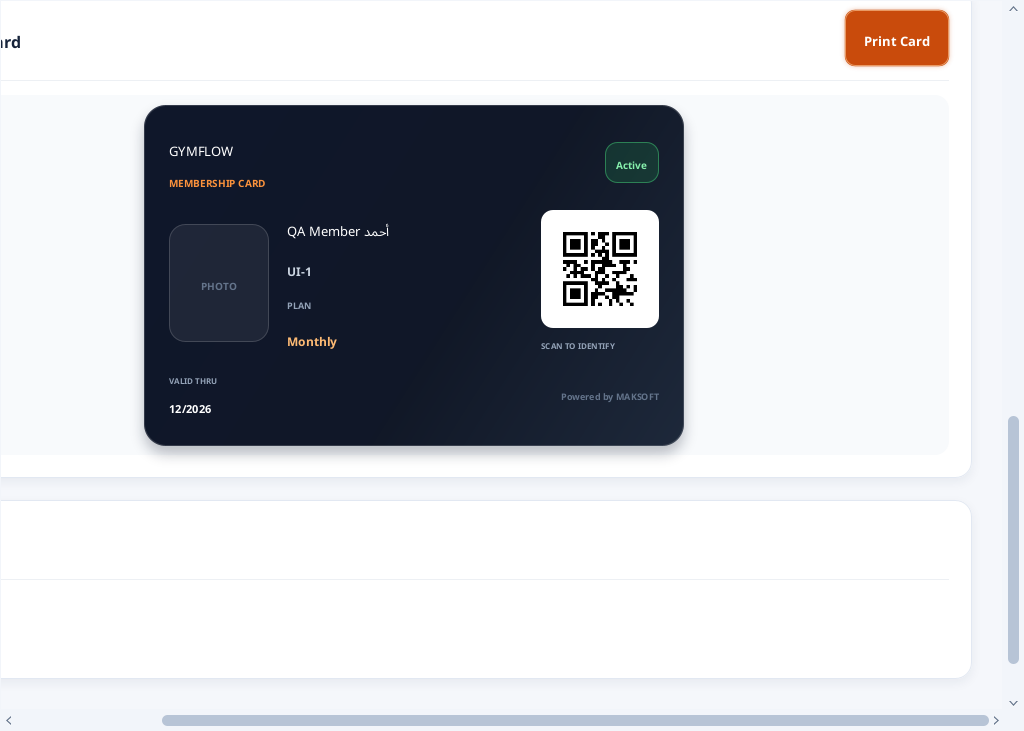 ard
Print Card
GYMFLOW
MEMBERSHIP CARD
Active
PHOTO
QA Member أحمد
UI-1
PLAN
Monthly
SCAN TO IDENTIFY
VALID THRU
12/2026
Powered by MAKSOFT